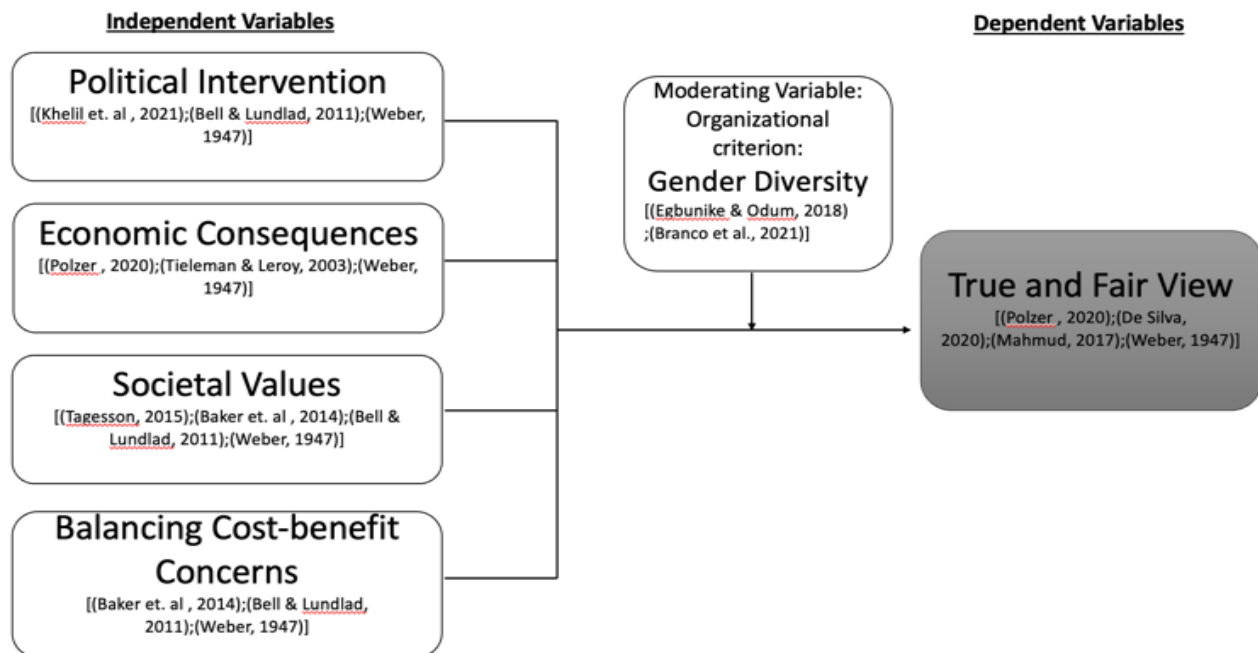 Independent Variables
Political Intervention
[(Khelil et. al , 2021);(Bell & Lundlad, 2011);(Weber,
1947)]
Economic Consequences
[(Polzer , 2020);(Tieleman & Leroy, 2003);(Weber,
1947)]
Societal Values
[(Tagesson, 2015);(Baker et. al , 2014);(Bell &
Lundlad, 2011);(Weber, 1947)]
Balancing Cost-benefit
Concerns
[(Baker et. al , 2014);(Bell & Lundlad,
2011);(Weber, 1947)]
Moderating Variable:
Organizational
criterion:
Gender Diversity
[(Egbunike & Odum, 2018)
;(Branco et al., 2021)]
Dependent Variables
True and Fair View
[(Polzer , 2020);(De Silva,
2020);(Mahmud, 2017);(Weber, 1947)]